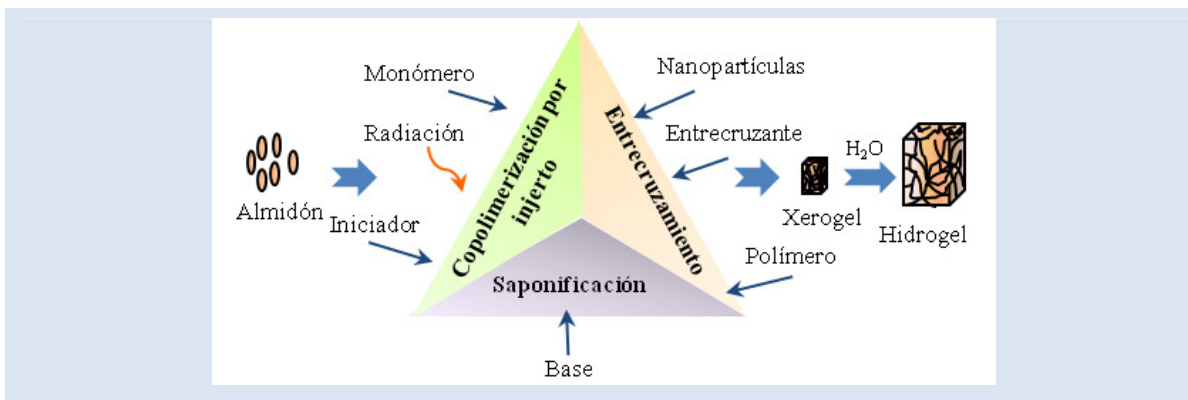 Monómero
Radiación
Almidón
Iniciador
Copolimerización por
injerto
Saponificación
Base
Entrecruzamiento
Nanopartículas
Entrecruzante
Polímero
Xerogel
H₂O
Hidrogel